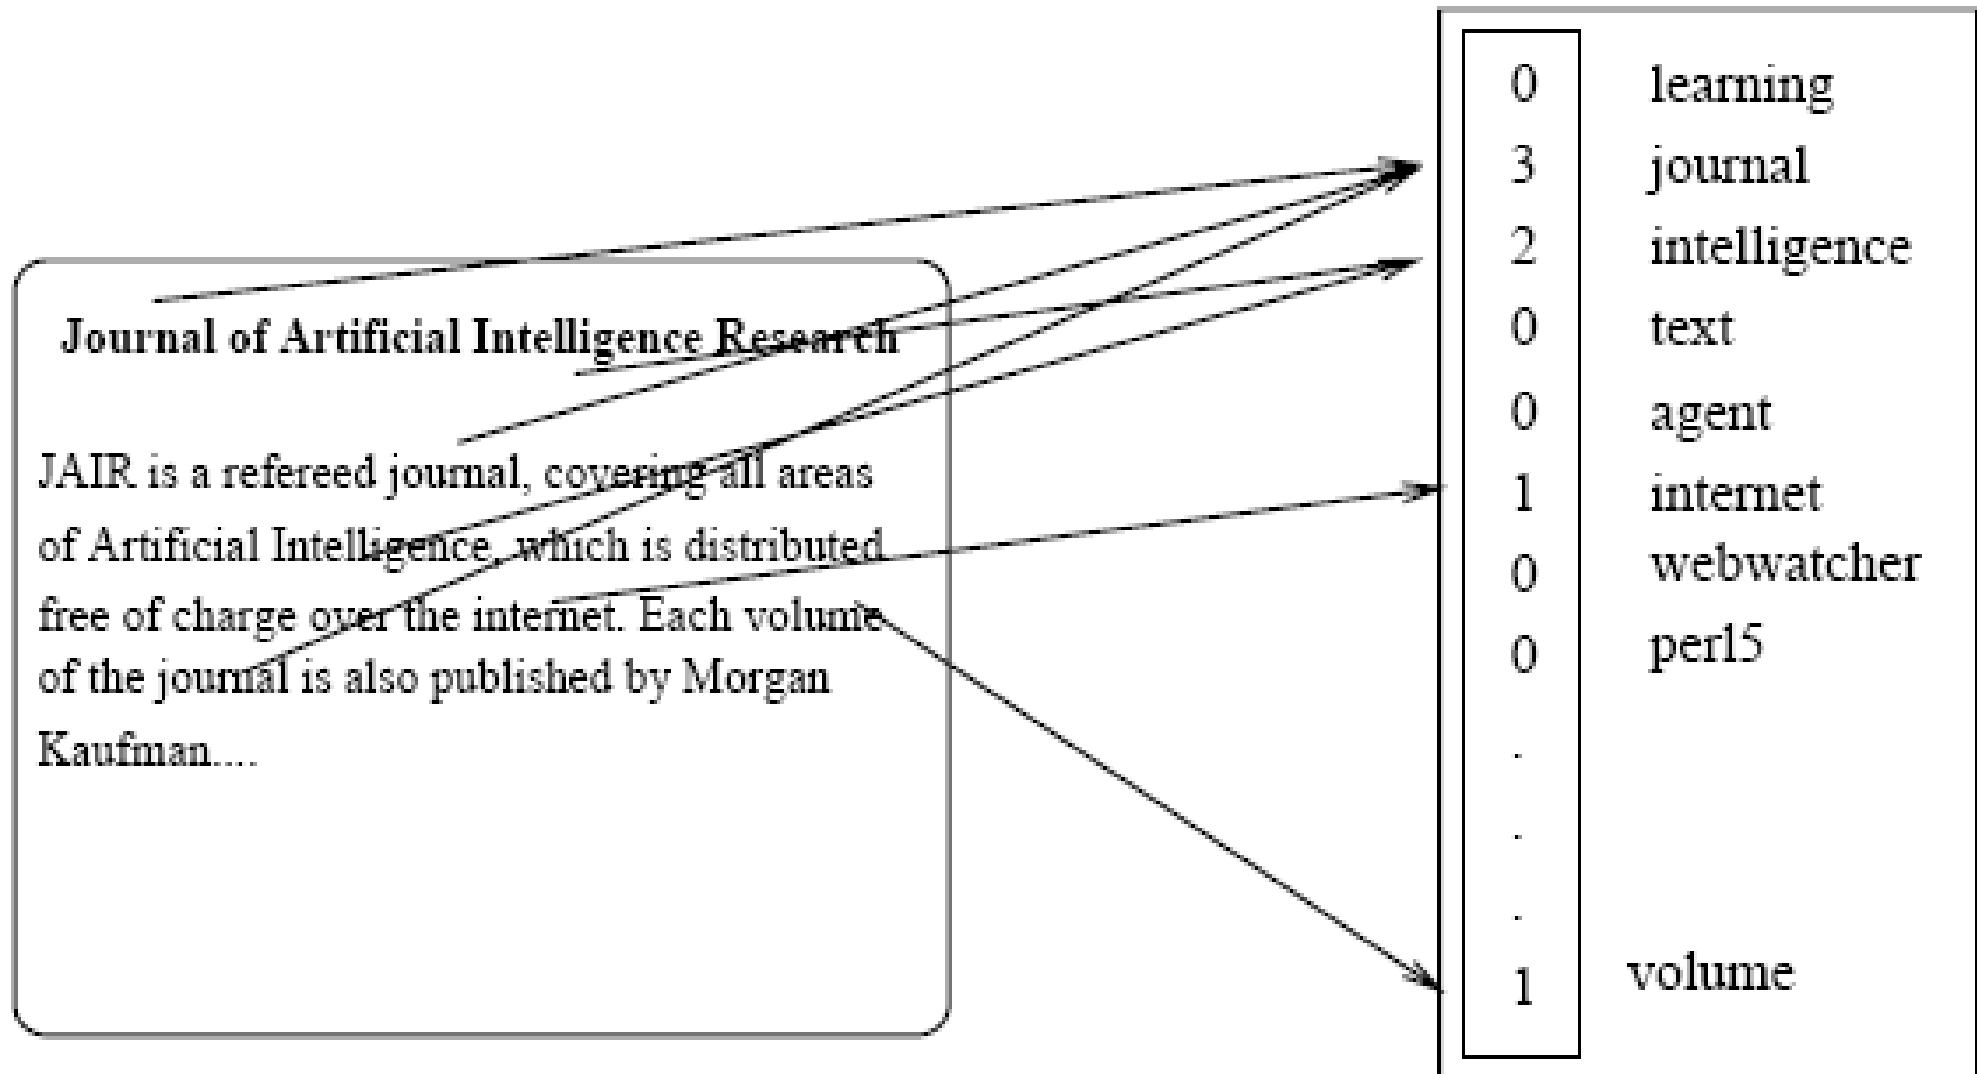 Journal of Artificial Intelligence Research
JAIR is a refereed journal, covering all areas
of Artificial Intelligence, which is distributed
free of charge over the internet. Each volume
of the journal is also published by Morgan
Kaufman....
0 learning
3 journal
2 intelligence
0 text
0 agent
1 internet
0 webwatcher
0 perl5
.
.
.
1 volume